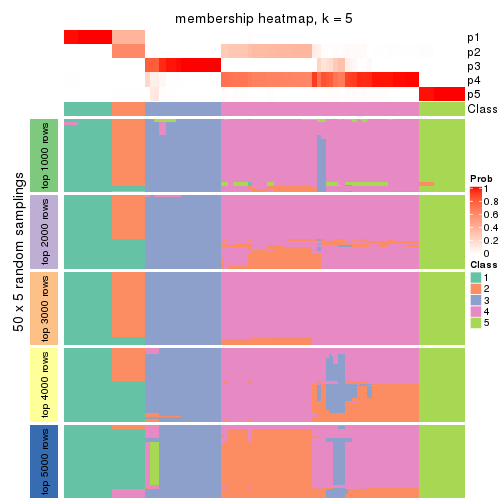 membership heatmap, k = 5
p1
p2
p3
p4
p5
Class
50 x 5 random samplings
top 1000 rows
top 2000 rows
top 3000 rows
top 4000 rows
top 5000 rows
Prob
1
0.8
0.6
0.4
0.2
0
Class
1
2
3
4
5